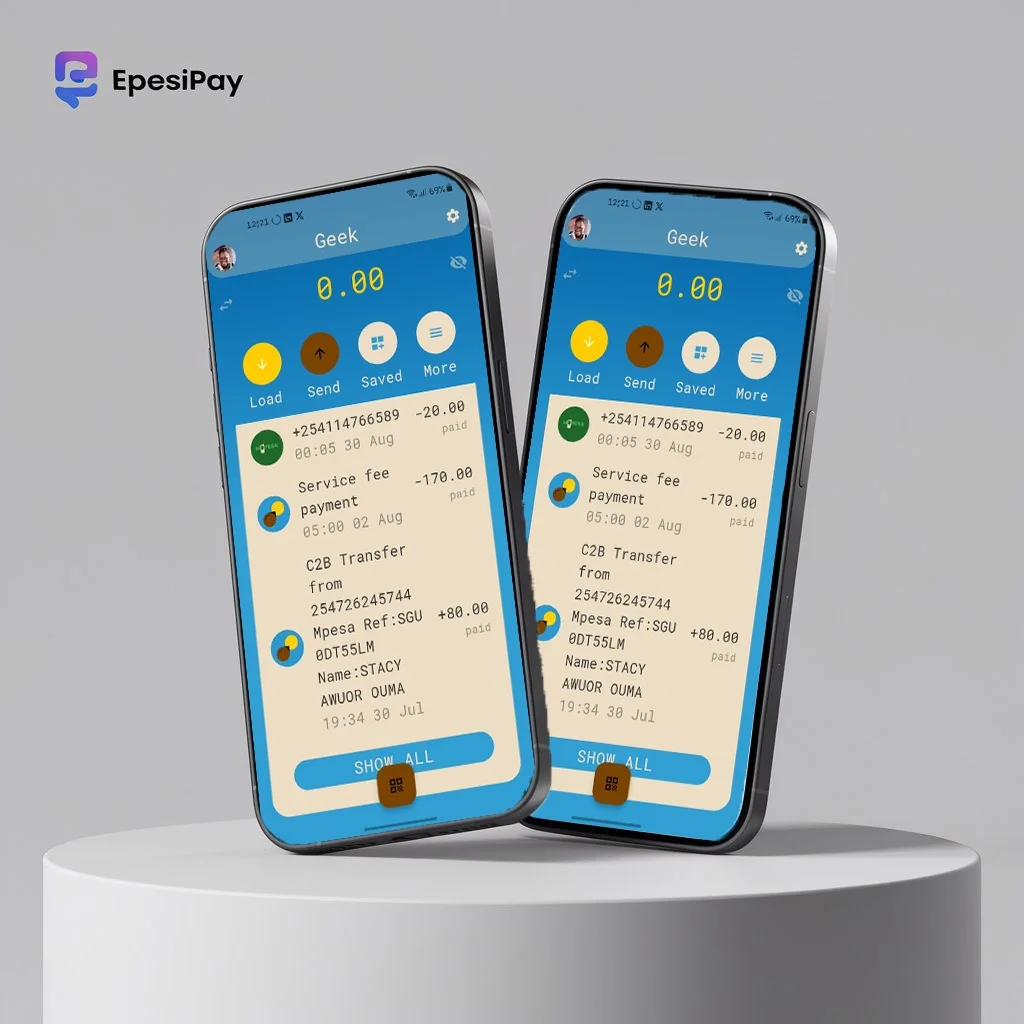 EpesiPay
12:21
69%
Geek
0.00
Load
Send
Saved
More
+254114766589
-20.00
00:05 30 Aug
paid
Service fee
payment
-170.00
05:00 02 Aug
paid
C2B Transfer
from
254726245744
Mpesa Ref:SGU
+80.00
0DT55LM
paid
Name:STACY
AWUOR OUMA
19:34 30 Jul
SHOW ALL
12:21
69%
Geek
0.00
Load
Send
Saved
More
+254114766589
-20.00
00:05 30 Aug
paid
Service fee
payment
-170.00
05:00 02 Aug
paid
C2B Transfer
from
254726245744
Mpesa Ref:SGU
+80.00
0DT55LM
paid
Name:STACY
AWUOR OUMA
19:34 30 Jul
SHOW ALL